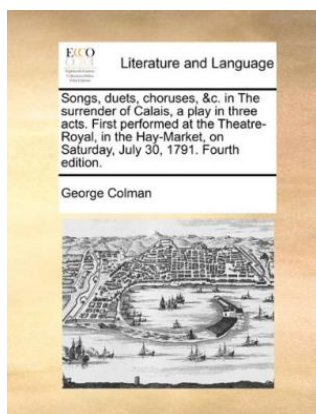 ECCO
Literature and Language
Songs, duets, choruses, &c. in The
surrender of Calais, a play in three
acts. First performed at the Theatre-
Royal, in the Hay-Market, on
Saturday, July 30, 1791. Fourth
edition.
George Colman